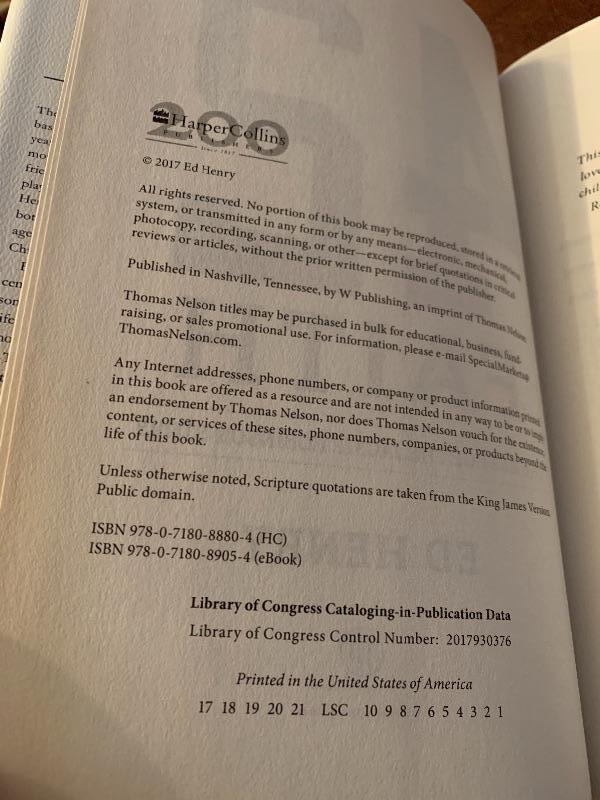 200
HarperCollins
PUBLISHERS
Since 1817
© 2017 Ed Henry
All rights reserved. No portion of this book may be reproduced, stored in a retrieval
system, or transmitted in any form or by any means—electronic, mechanical,
photocopy, recording, scanning, or other—except for brief quotations in critical
reviews or articles, without the prior written permission of the publisher.
Published in Nashville, Tennessee, by W Publishing, an imprint of Thomas Nelson
Thomas Nelson titles may be purchased in bulk for educational, business, fund-
raising, or sales promotional use. For information, please e-mail SpecialMarkets
ThomasNelson.com.
Any Internet addresses, phone numbers, or company or product information printed
in this book are offered as a resource and are not intended in any way to be or to imply
an endorsement by Thomas Nelson, nor does Thomas Nelson vouch for the existence,
content, or services of these sites, phone numbers, companies, or products beyond the
life of this book.
Unless otherwise noted, Scripture quotations are taken from the King James Version
Public domain.
ISBN 978-0-7180-8880-4 (HC)
ISBN 978-0-7180-8905-4 (eBook)
Library of Congress Cataloging-in-Publication Data
Library of Congress Control Number: 2017930376
Printed in the United States of America
17 18 19 20 21 LSC 10 9 8 7 6 5 4 3 2 1
This
love
chil
R